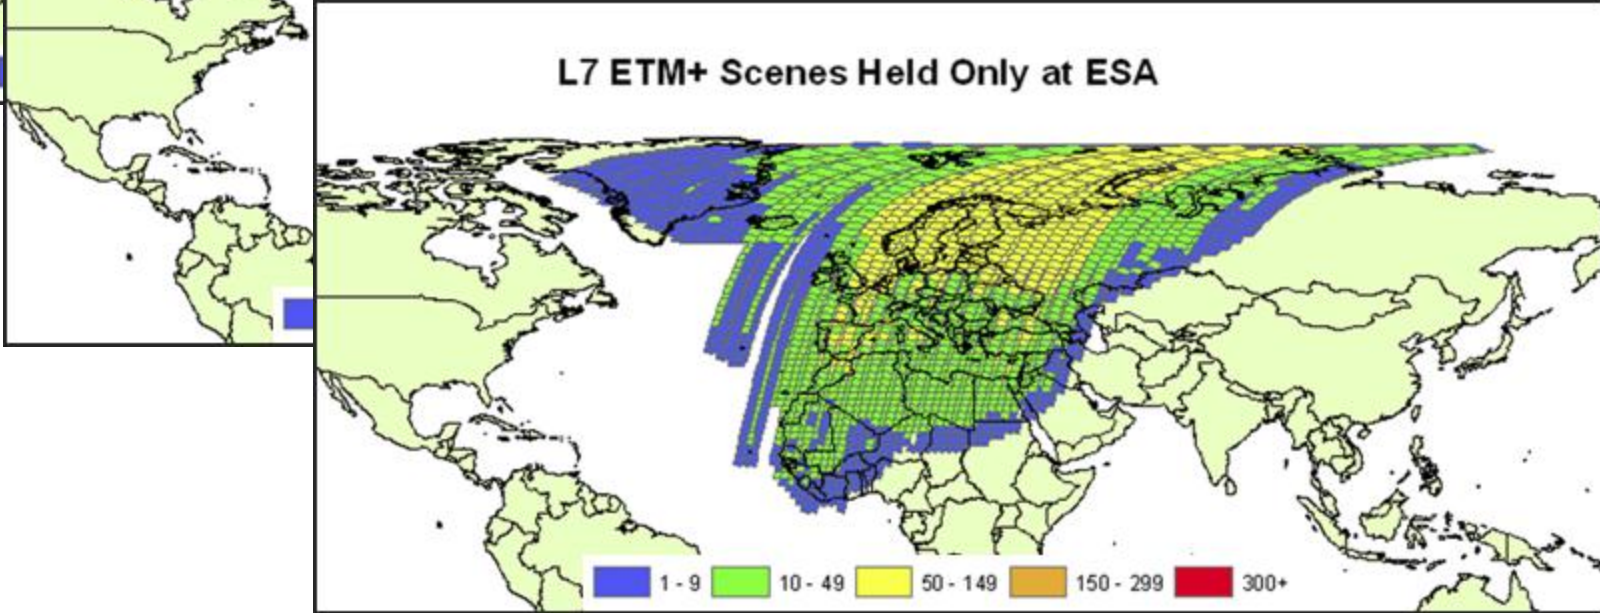 L7 ETM+ Scenes Held Only at ESA
1 - 9 10 - 49 50 - 149 150 - 299 300+